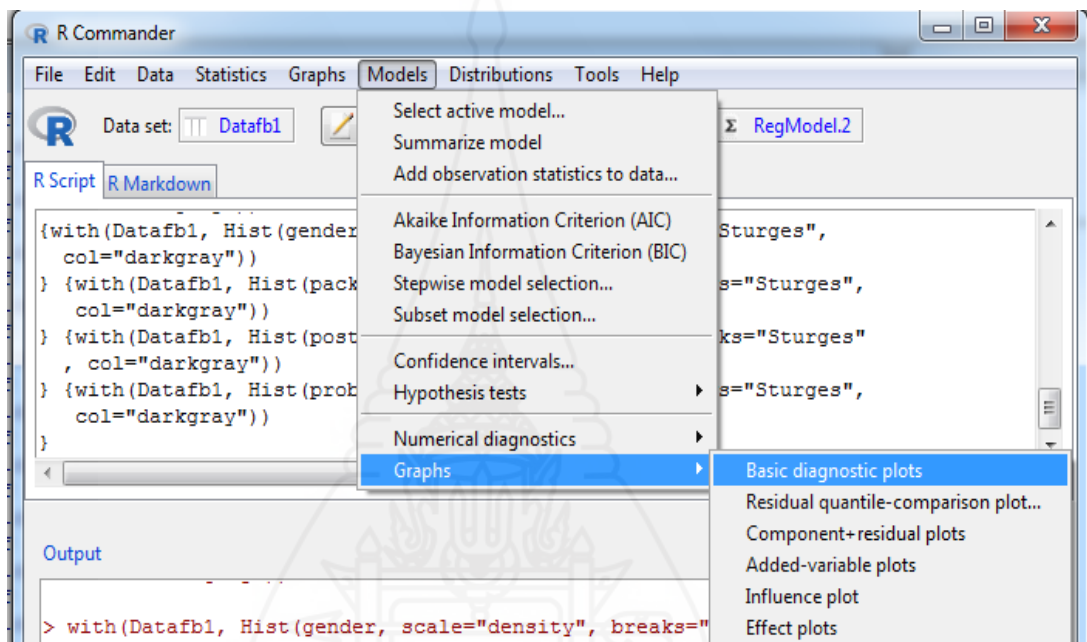 R Commander
File Edit Data Statistics Graphs Models Distributions Tools Help
Data set: Datafb1 Σ RegModel.2
R Script R Markdown
{with(Datafb1, Hist(gender Sturges",
col="darkgray"))
} {with(Datafb1, Hist(pack s="Sturges",
col="darkgray"))
} {with(Datafb1, Hist(post ks="Sturges"
, col="darkgray"))
} {with(Datafb1, Hist(prob s="Sturges",
col="darkgray"))
}
Select active model...
Summarize model
Add observation statistics to data...
Akaike Information Criterion (AIC)
Bayesian Information Criterion (BIC)
Stepwise model selection...
Subset model selection...
Confidence intervals...
Hypothesis tests
Numerical diagnostics
Graphs
Basic diagnostic plots
Residual quantile-comparison plot...
Component+residual plots
Added-variable plots
Influence plot
Effect plots
Output
> with(Datafb1, Hist(gender, scale="density", breaks="